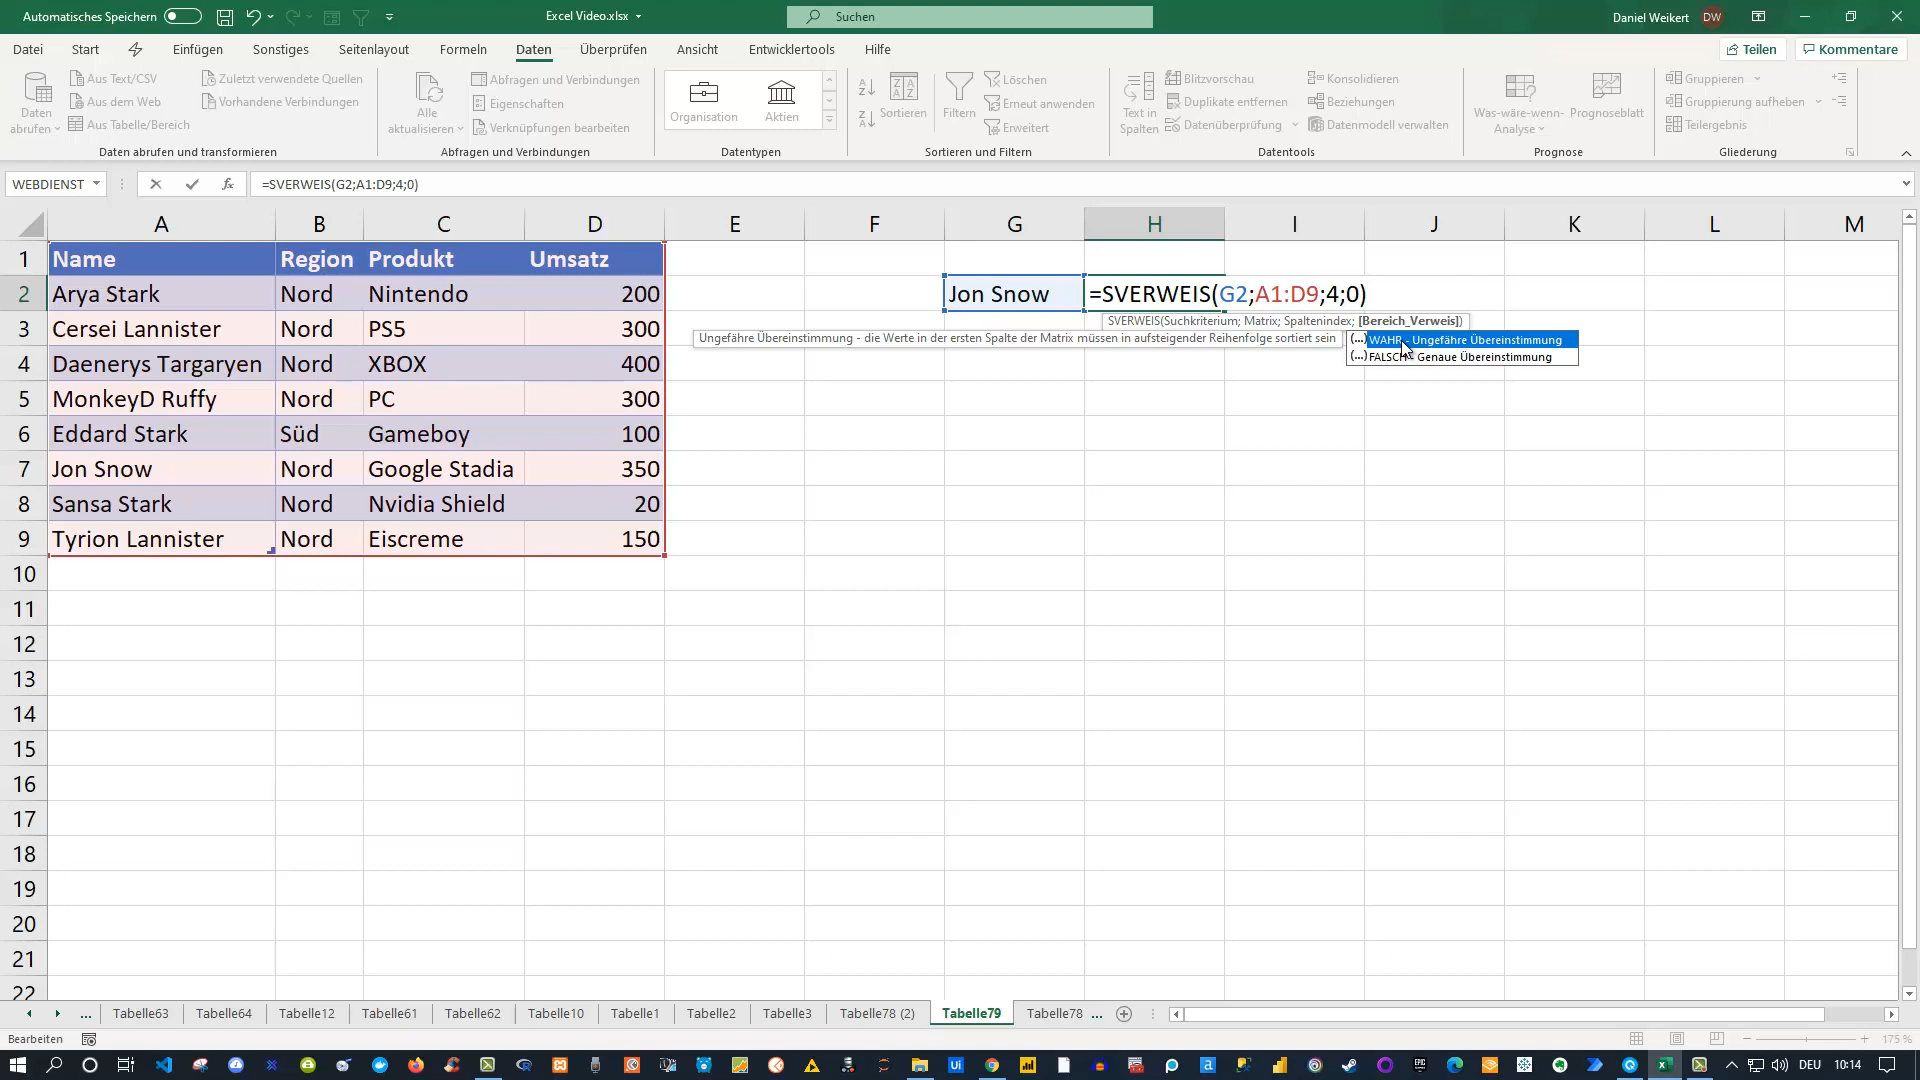 Automatisches Speichern
Excel Video.xlsx
Suchen
Daniel Weikert DW
Datei Start Einfügen Sonstiges Seitenlayout Formeln Daten Überprüfen Ansicht Entwicklertools Hilfe Teilen Kommentare
Daten abrufen
Aus Text/CSV
Aus dem Web
Aus Tabelle/Bereich
Zuletzt verwendete Quellen
Vorhandene Verbindungen
Daten abrufen und transformieren
Alle aktualisieren
Abfragen und Verbindungen
Eigenschaften
Verknüpfungen bearbeiten
Abfragen und Verbindungen
Organisation
Aktien
Datentypen
Sortieren
Filtern
Löschen
Erneut anwenden
Erweitert
Sortieren und Filtern
Text in Spalten
Blitzvorschau
Duplikate entfernen
Datenüberprüfung
Konsolidieren
Beziehungen
Datenmodell verwalten
Datentools
Was-wäre-wenn-
Analyse
Prognoseblatt
Prognose
Gruppieren
Gruppierung aufheben
Teilergebnis
Gliederung
WEBDIENST
fx
=SVERWEIS(G2;A1:D9;4;0)
A B C D E F G H I J K L M
1 Name Region Produkt Umsatz
2 Arya Stark Nord Nintendo 200 Jon Snow =SVERWEIS(G2;A1:D9;4;0)
SVERWEIS(Suchkriterium; Matrix; Spaltenindex; [Bereich_Verweis])
3 Cersei Lannister Nord PS5 300
Ungefähre Übereinstimmung - die Werte in der ersten Spalte der Matrix müssen in aufsteigender Reihenfolge sortiert sein
(...) WAHR - Ungefähre Übereinstimmung
(...) FALSCH - Genaue Übereinstimmung
4 Daenerys Targaryen Nord XBOX 400
5 MonkeyD Ruffy Nord PC 300
6 Eddard Stark Süd Gameboy 100
7 Jon Snow Nord Google Stadia 350
8 Sansa Stark Nord Nvidia Shield 20
9 Tyrion Lannister Nord Eiscreme 150
10
11
12
13
14
15
16
17
18
19
20
21
22
... Tabelle63 Tabelle64 Tabelle12 Tabelle61 Tabelle62 Tabelle10 Tabelle1 Tabelle2 Tabelle3 Tabelle78 (2) Tabelle79 Tabelle78 ...
Bearbeiten
175 %
DEU 10:14